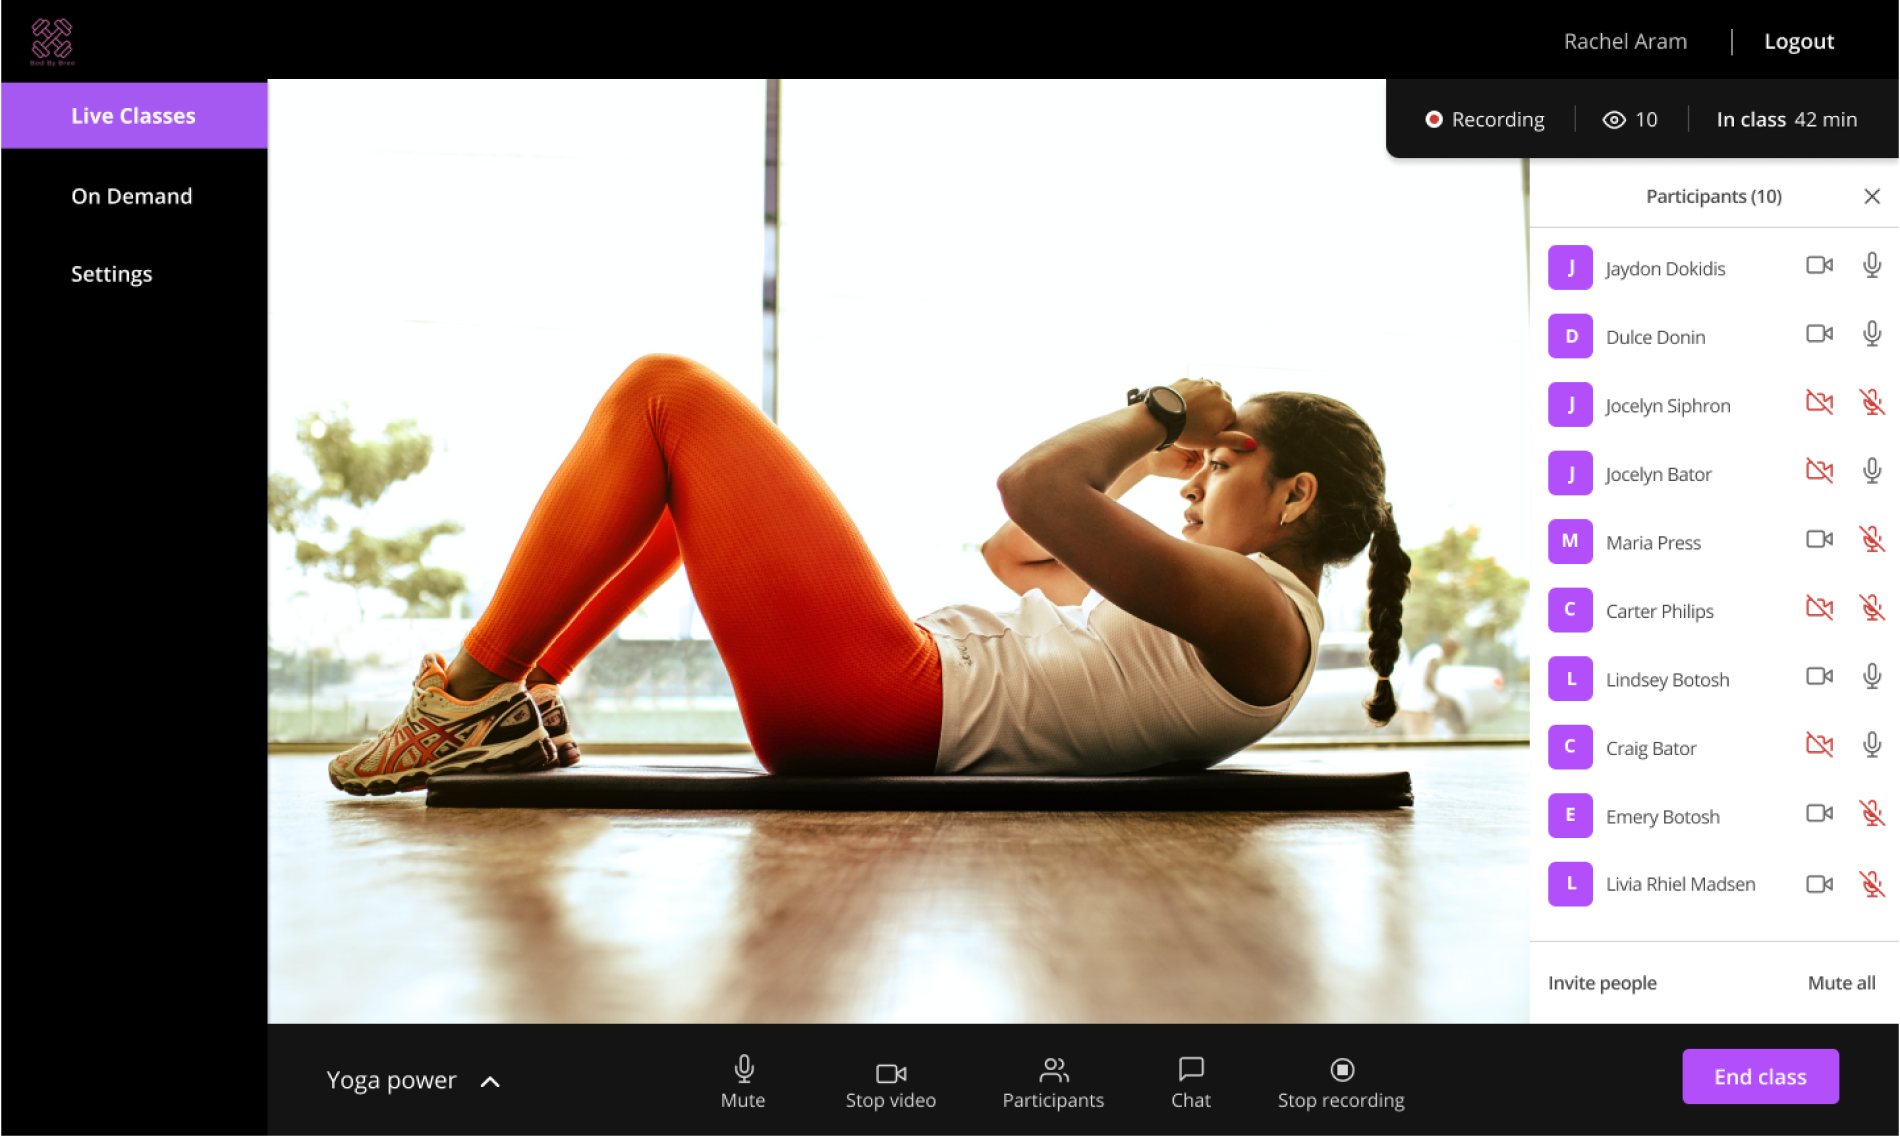 Bod By Bree
Rachel Aram
Logout
Live Classes
On Demand
Settings
Recording
10
In class 42 min
Participants (10)
J Jaydon Dokidis
D Dulce Donin
J Jocelyn Siphron
J Jocelyn Bator
M Maria Press
C Carter Philips
L Lindsey Botosh
C Craig Bator
E Emery Botosh
L Livia Rhiel Madsen
Invite people
Mute all
Yoga power
Mute
Stop video
Participants
Chat
Stop recording
End class